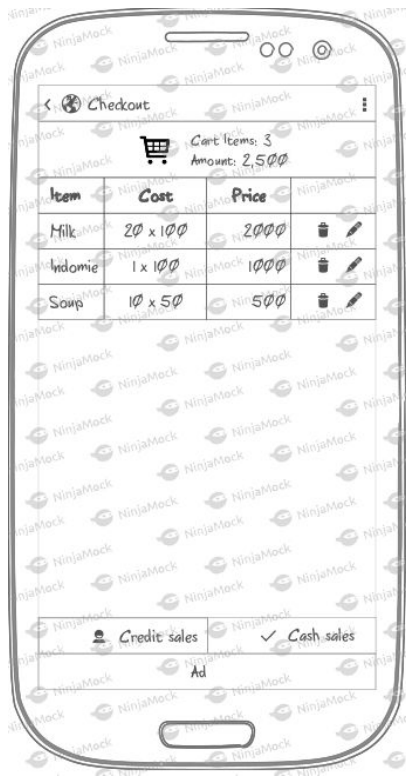 Checkout
Cart Items: 3
Amount: 2,500
Item Cost Price
Milk 20 x 100 2000
Indomie 1 x 100 1000
Soup 10 x 50 500
Credit sales Cash sales
Ad
NinjaMock